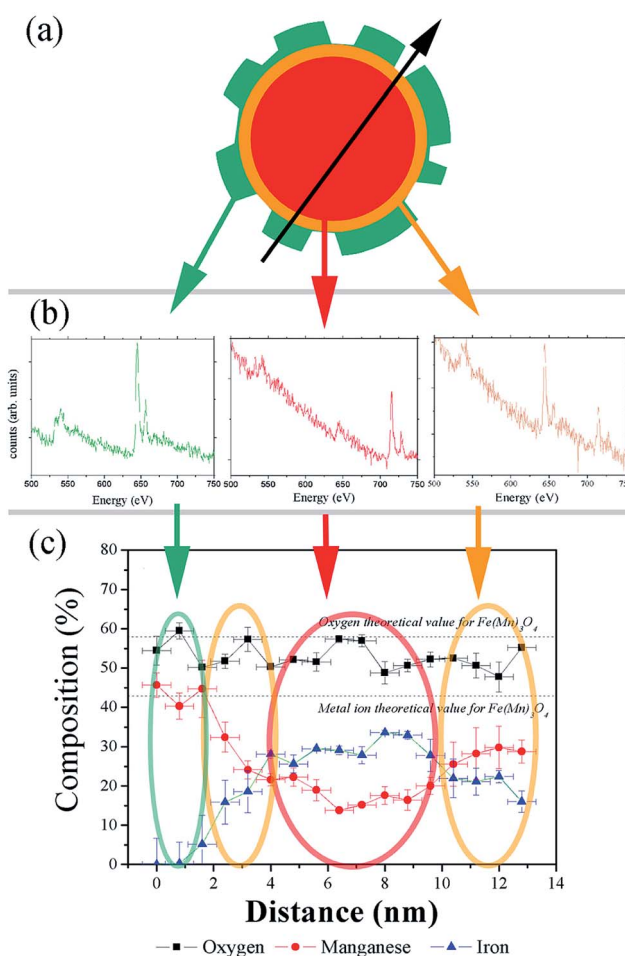 (a)
(b)
counts (arb. units)
500 550 600 650 700 750
500 550 600 650 700 750
500 550 600 650 700 750
Energy (eV)
Energy (eV)
Energy (eV)
(c)
Composition (%)
80
70
60
50
40
30
20
10
0
Oxygen theoretical value for Fe(Mn)₃O₄
Metal ion theoretical value for Fe(Mn)₃O₄
0 2 4 6 8 10 12 14
Distance (nm)
Oxygen Manganese Iron